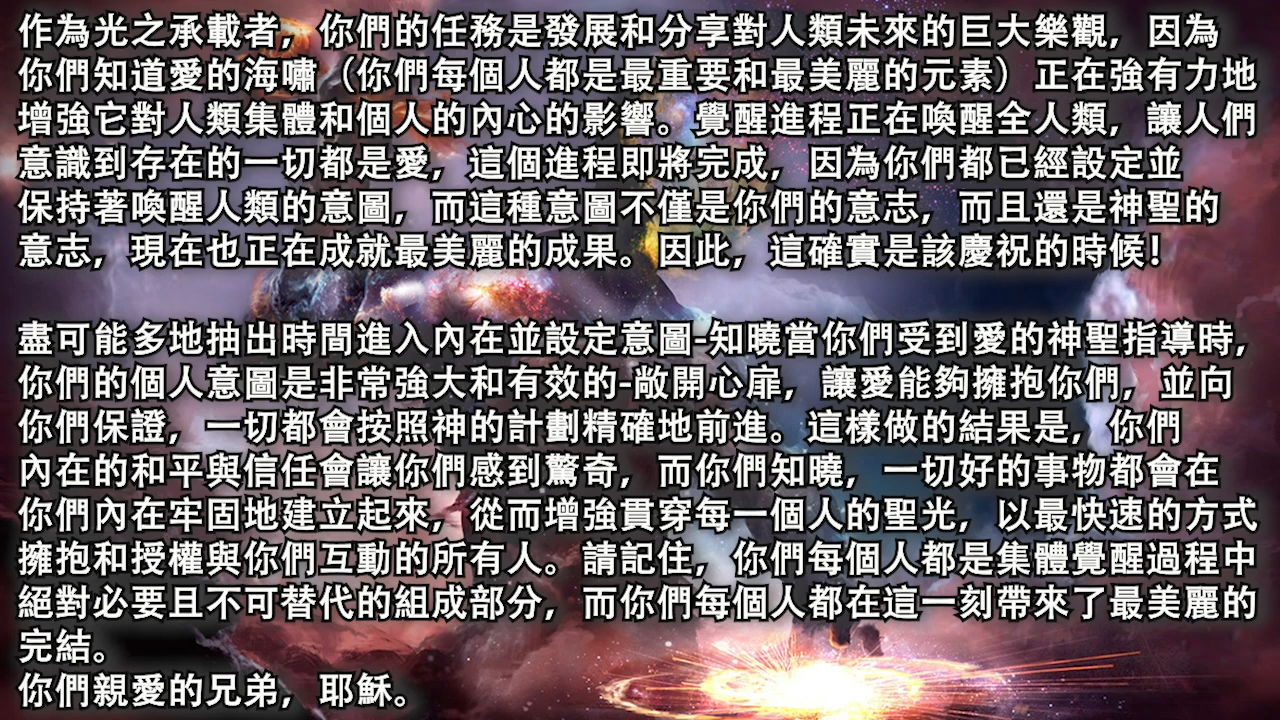 作為光之承載者，你們的任務是發展和分享對人類未來的巨大樂觀，因為
你們知道愛的海嘯（你們每個人都是最重要和最美麗的元素）正在強有力地
增強它對人類集體和個人的內心的影響。覺醒進程正在喚醒全人類，讓人們
意識到存在的一切都是愛，這個進程即將完成，因為你們都已經設定並
保持著喚醒人類的意圖，而這種意圖不僅是你們的意志，而且還是神聖的
意志，現在也正在成就最美麗的成果。因此，這確實是該慶祝的時候！
盡可能多地抽出時間進入內在並設定意圖-知曉當你們受到愛的神聖指導時，
你們的個人意圖是非常強大和有效的-敞開心扉，讓愛能夠擁抱你們，並向
你們保證，一切都會按照神的計劃精確地前進。這樣做的結果是，你們
內在的和平與信任會讓你們感到驚奇，而你們知曉，一切好的事物都會在
你們內在牢固地建立起來，從而增強貫穿每一個人的聖光，以最快速的方式
擁抱和授權與你們互動的所有人。請記住，你們每個人都是集體覺醒過程中
絕對必要且不可替代的組成部分，而你們每個人都在這一刻帶來了最美麗的
完結。
你們親愛的兄弟，耶穌。